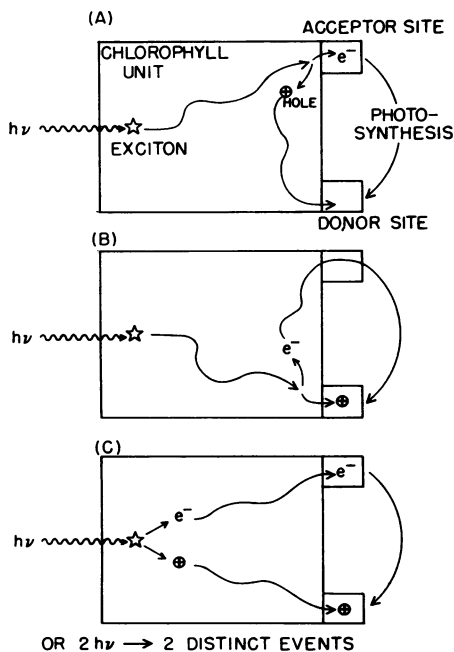 (A)
ACCEPTOR SITE
CHLOROPHYLL
UNIT
e⁻
⊕
HOLE
PHOTO-
SYNTHESIS
hν
EXCITON
DONOR SITE
(B)
hν
e⁻
⊕
(C)
e⁻
e⁻
hν
⊕
⊕
OR 2 hν → 2 DISTINCT EVENTS